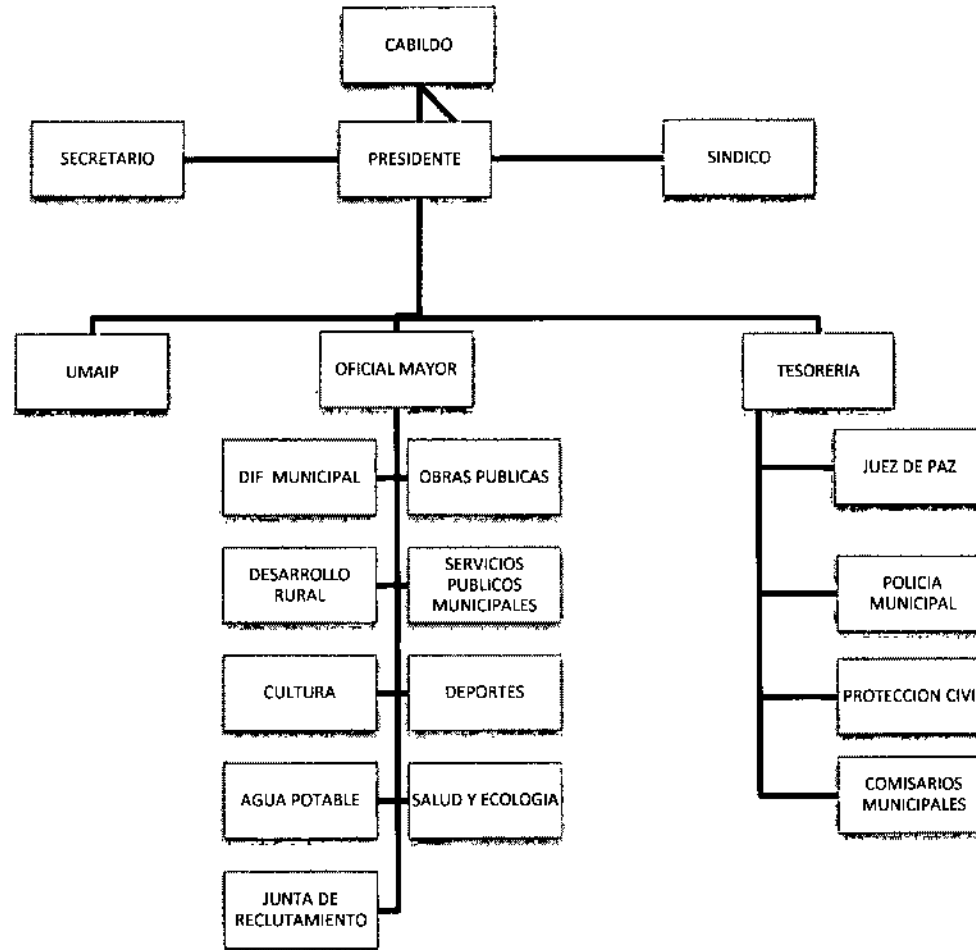 CABILDO
SECRETARIO
PRESIDENTE
SINDICO
UMAIP
OFICIAL MAYOR
TESORERIA
DIF MUNICIPAL
OBRAS PUBLICAS
JUEZ DE PAZ
DESARROLLO
RURAL
SERVICIOS
PUBLICOS
MUNICIPALES
POLICIA
MUNICIPAL
CULTURA
DEPORTES
PROTECCION CIVI
AGUA POTABLE
SALUD Y ECOLOGIA
COMISARIOS
MUNICIPALES
JUNTA DE
RECLUTAMIENTO